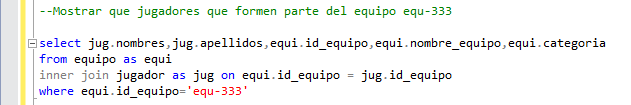 --Mostrar que jugadores que formen parte del equipo equ-333
select jug.nombres,jug.apellidos,equi.id_equipo,equi.nombre_equipo,equi.categoria
from equipo as equi
inner join jugador as jug on equi.id_equipo = jug.id_equipo
where equi.id_equipo='equ-333'